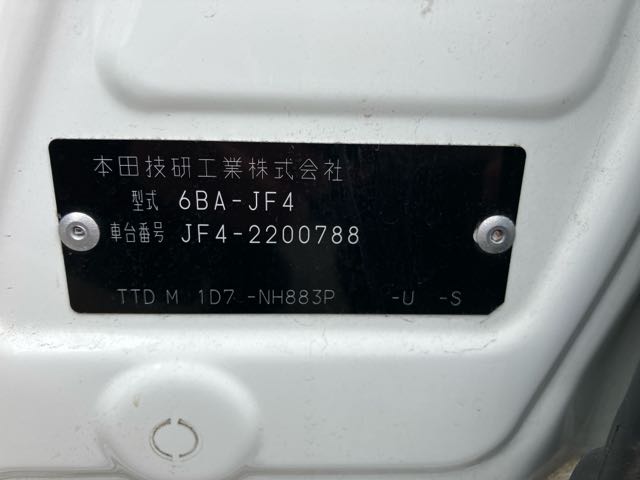 本田技研工業株式会社
型式 6BA-JF4
車台番号 JF4-2200788
TTD M 1D7 -NH883P -U -S